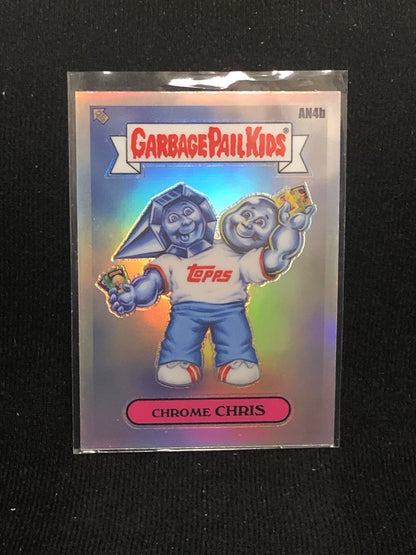 AN4b
GARBAGE PAIL KIDS®
TOPPS
CHROME CHRIS